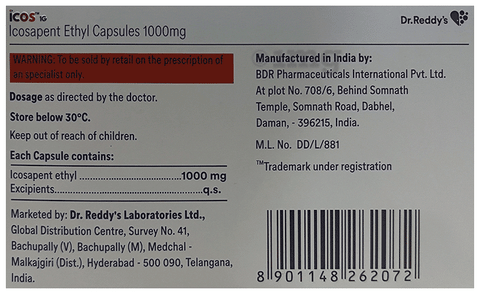 ™
icos 1G
Icosapent Ethyl Capsules 1000mg
Dr.Reddy's
WARNING: To be sold by retail on the prescription of
an specialist only.
Dosage as directed by the doctor.
Store below 30°C.
Keep out of reach of children.
Each Capsule contains:
Icosapent ethyl ..............................1000 mg
Excipients............................................q.s.
Marketed by: Dr. Reddy's Laboratories Ltd.,
Global Distribution Centre, Survey No. 41,
Bachupally (V), Bachupally (M), Medchal -
Malkajgiri (Dist.), Hyderabad - 500 090, Telangana,
India.
Manufactured in India by:
BDR Pharmaceuticals International Pvt. Ltd.
At plot No. 708/6, Behind Somnath
Temple, Somnath Road, Dabhel,
Daman, - 396215, India.
M.L. No. DD/L/881
™Trademark under registration
8 901148 262072